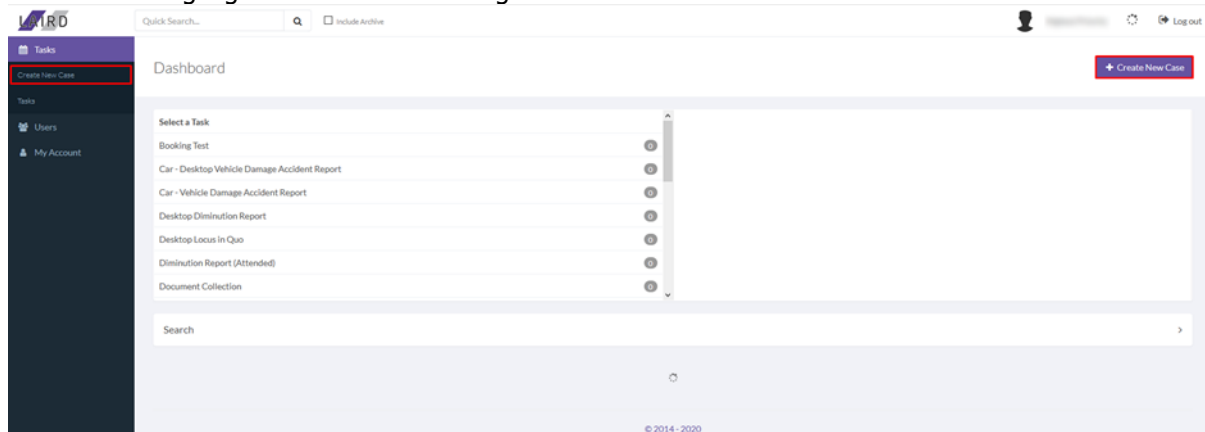 LAIRD
Quick Search...
Include Archive
Log out
Tasks
Create New Case
Tasks
Users
My Account
Dashboard
+ Create New Case
Select a Task
Booking Test 0
Car - Desktop Vehicle Damage Accident Report 0
Car - Vehicle Damage Accident Report 0
Desktop Diminution Report 0
Desktop Locus in Quo 0
Diminution Report (Attended) 0
Document Collection 0
Search
© 2014 - 2020